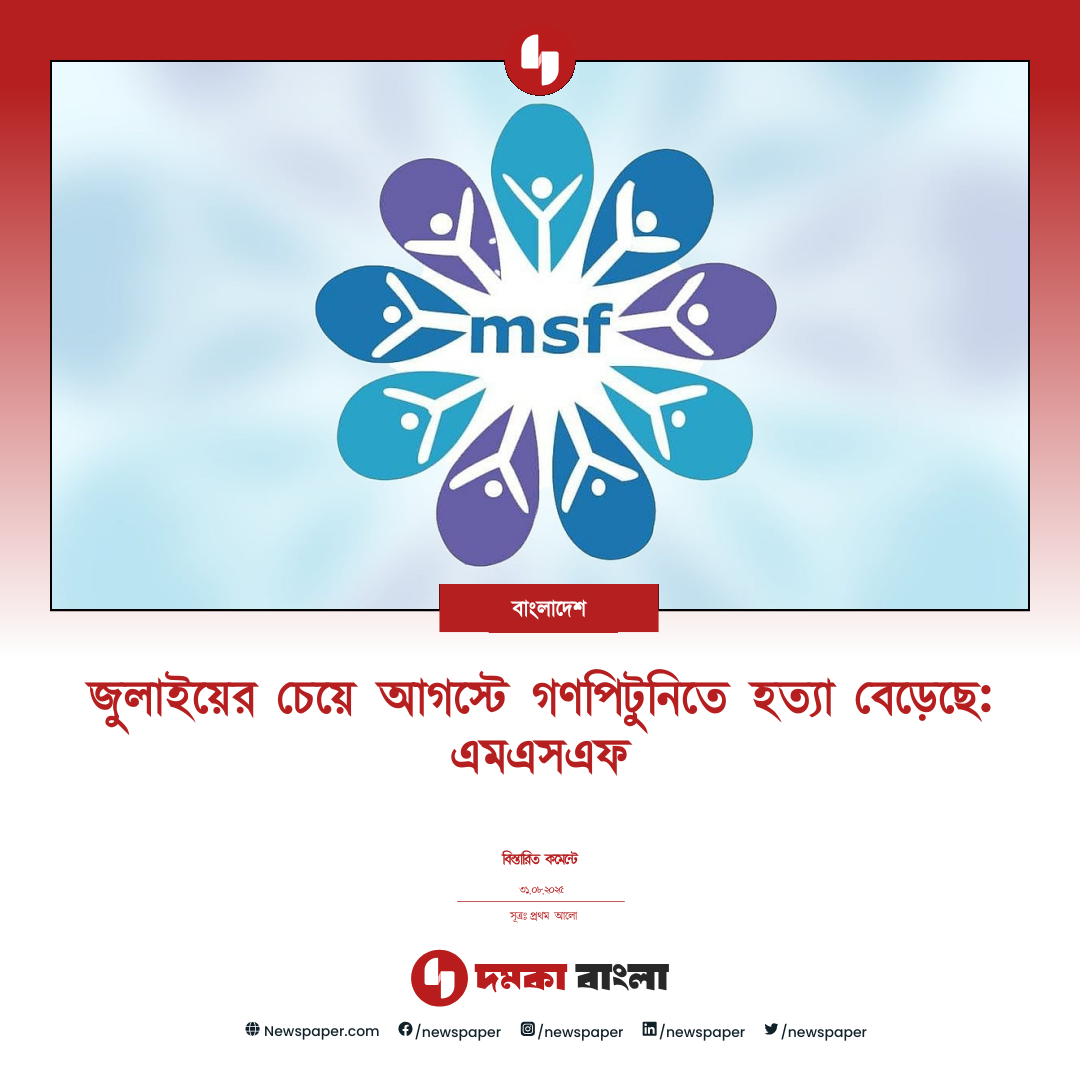 msf
বাংলাদেশ
জুলাইয়ের চেয়ে আগস্টে গণপিটুনিতে হত্যা বেড়েছে:
এমএসএফ
বিস্তারিত কমেন্টে
৩১.০৮.২০২৫
সূত্রঃ প্রথম আলো
দমকা বাংলা
Newspaper.com /newspaper /newspaper /newspaper /newspaper